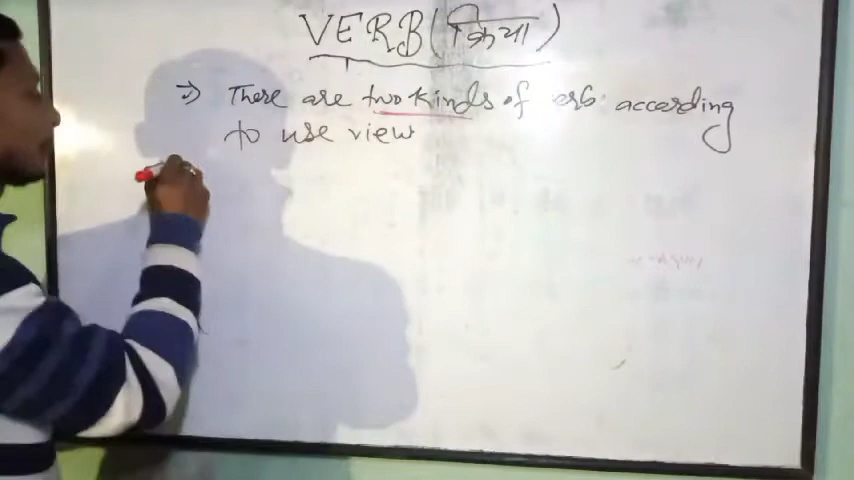 VERB (क्रिया)
There are two kinds of verb according
to use view